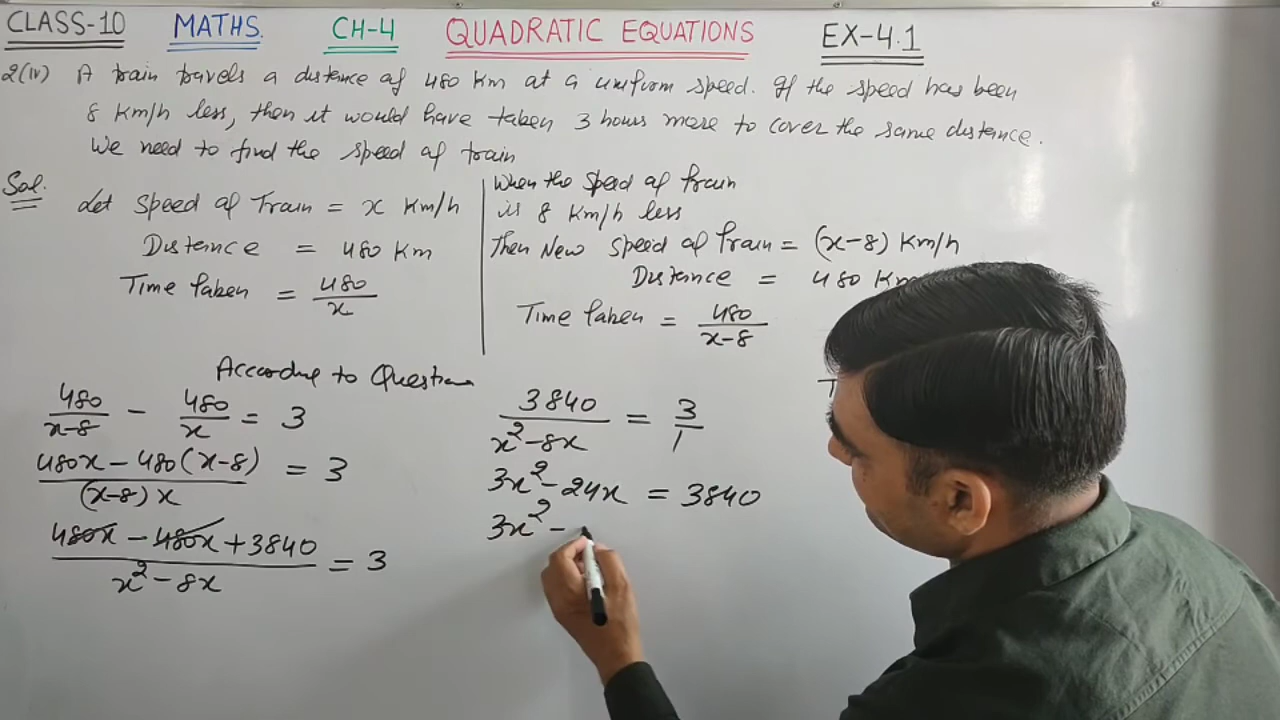 CLASS-10 MATHS. CH-4 QUADRATIC EQUATIONS EX-4.1
2(iv) A train travels a distance of 480 Km at a uniform speed. If the speed has been
8 Km/h less, then it would have taken 3 hours more to cover the same distance.
We need to find the speed of train
Sol. Let Speed of Train = x Km/h
Distance = 480 Km
Time taken = 480/x
When the speed of train
is 8 Km/h less
then New speed of train = (x-8) Km/h
Distance = 480 Km
Time taken = 480/x-8
According to Question
480/x-8 - 480/x = 3
480x - 480(x-8)/(x-8)x = 3
480x - 480x + 3840/x²-8x = 3
3840/x²-8x = 3/1
3x²-24x = 3840
3x²-